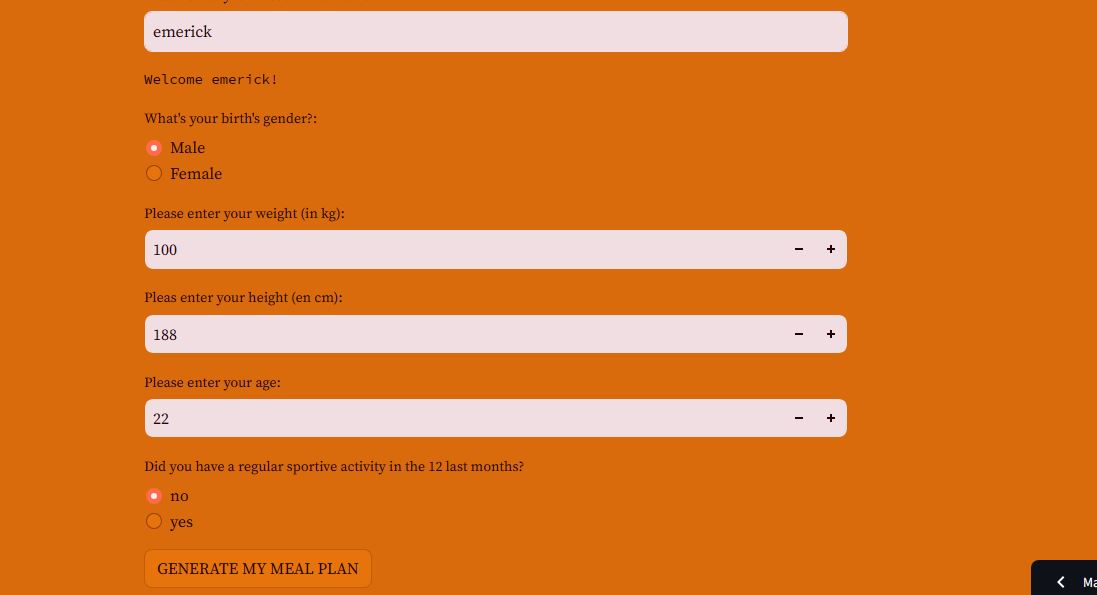 emerick
Welcome emerick!
What's your birth's gender?:
Male
Female
Please enter your weight (in kg):
100
Pleas enter your height (en cm):
188
Please enter your age:
22
Did you have a regular sportive activity in the 12 last months?
no
yes
GENERATE MY MEAL PLAN